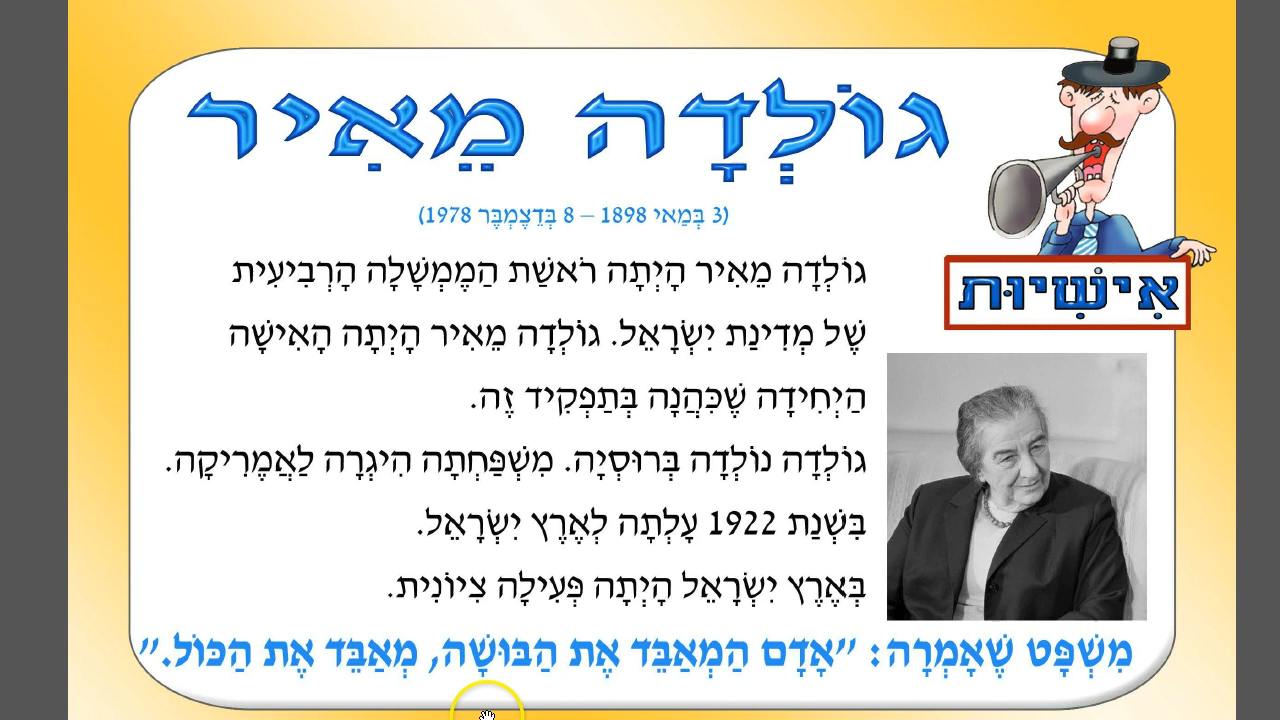 גּוֹלְדָה מֵאִיר
(3 בְּמַאי 1898 – 8 בְּדֵצֶמְבֶּר 1978)
אִישִׁיּוּת
גּוֹלְדָה מֵאִיר הָיְתָה רֹאשַׁת הַמֶּמְשָׁלָה הָרְבִיעִית
שֶׁל מְדִינַת יִשְׂרָאֵל. גּוֹלְדָה מֵאִיר הָיְתָה הָאִישָּׁה
הַיְחִידָה שֶׁכִּהֲנָה בְּתַפְקִיד זֶה.
גּוֹלְדָה נוֹלְדָה בְּרוּסְיָה. מִשְׁפַּחְתָּהּ הִיגְּרָה לַאֲמֶרִיקָה.
בִּשְׁנַת 1922 עָלְתָה לְאֶרֶץ יִשְׂרָאֵל.
בְּאֶרֶץ יִשְׂרָאֵל הָיְתָה פְּעִילָה צִיּוֹנִית.
מִשְׁפָּט שֶׁאָמְרָה: "אָדָם הַמְאַבֵּד אֶת הַבּוּשָׁה, מְאַבֵּד אֶת הַכּוֹל."